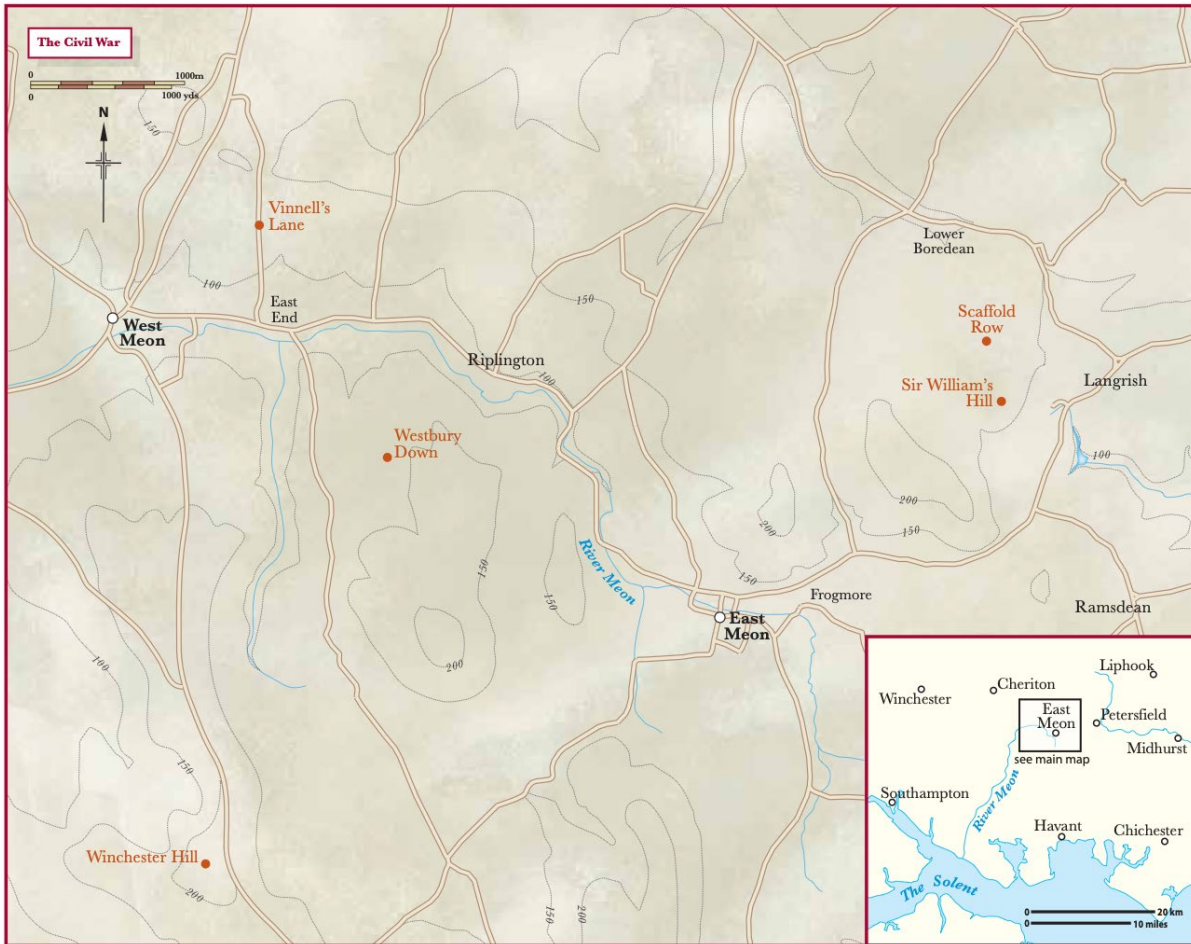 The Civil War
0 1000m
0 1000 yds
N
150
Vinnell's
Lane
100
East
End
West
Meon
Riplington
100
150
Lower
Boredean
Scaffold
Row
Sir William's
Hill
Langrish
100
Westbury
Down
200
150
200
150
150
150
200
River Meon
150
Frogmore
East
Meon
Ramsdean
100
150
Winchester Hill
200
150
200
Liphook
Winchester
Cheriton
East
Meon
Petersfield
Midhurst
see main map
Southampton
River Meon
Havant
Chichester
The Solent
0 20 km
0 10 miles